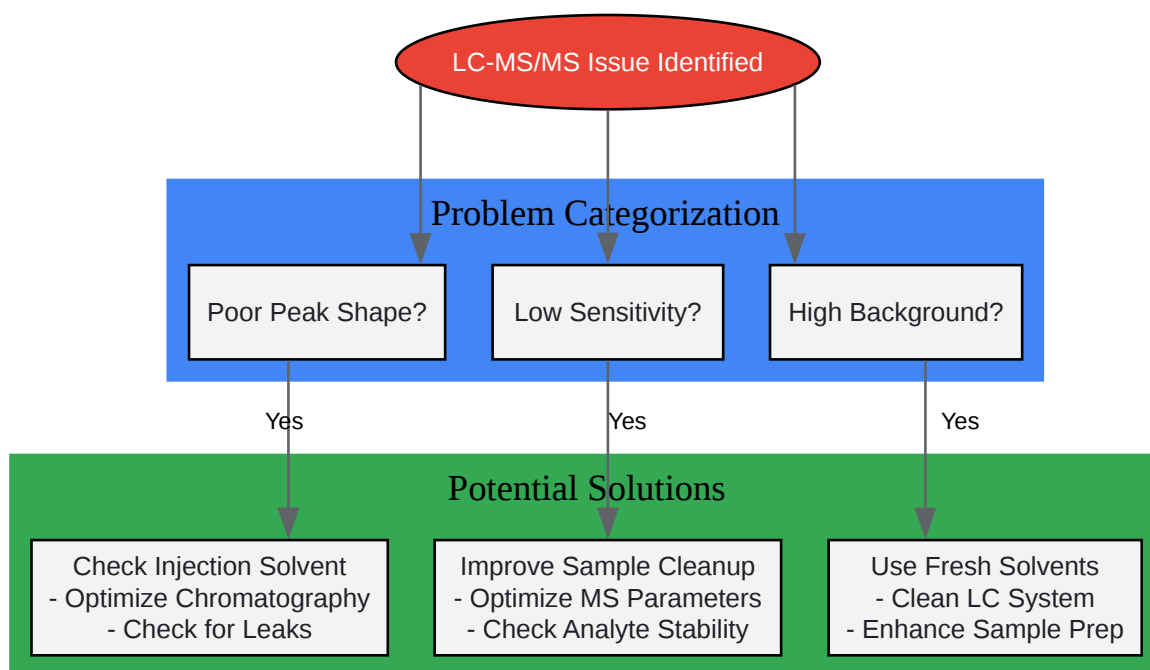 LC-MS/MS Issue Identified
Problem Categorization
Poor Peak Shape?
Low Sensitivity?
High Background?
Yes
Yes
Yes
Potential Solutions
Check Injection Solvent
- Optimize Chromatography
- Check for Leaks
Improve Sample Cleanup
- Optimize MS Parameters
- Check Analyte Stability
Use Fresh Solvents
- Clean LC System
- Enhance Sample Prep